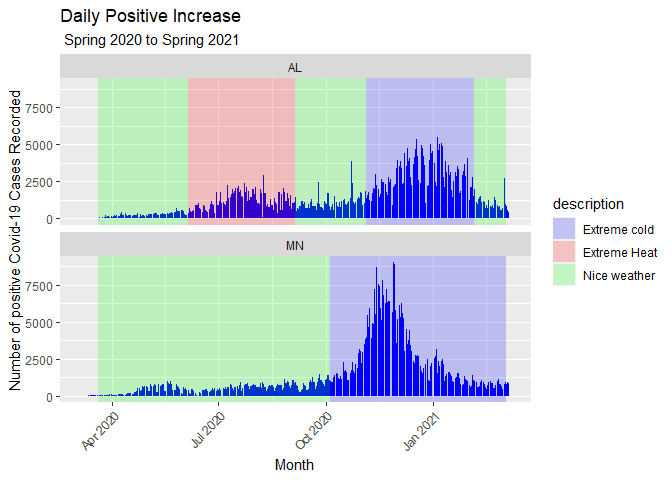 Daily Positive Increase
Spring 2020 to Spring 2021
Number of positive Covid-19 Cases Recorded
AL
7500
5000
2500
0
MN
7500
5000
2500
0
Apr 2020
Jul 2020
Oct 2020
Jan 2021
Month
description
Extreme cold
Extreme Heat
Nice weather